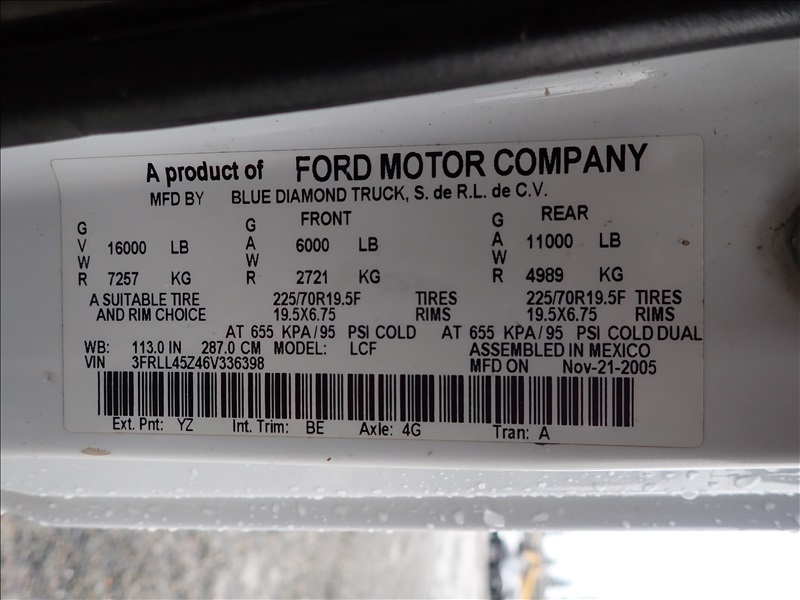 A product of FORD MOTOR COMPANY
MFD BY BLUE DIAMOND TRUCK, S. de R.L. de C.V.
FRONT REAR
GVWR 16000 LB GAWR 6000 LB GAWR 11000 LB
7257 KG 2721 KG 4989 KG
A SUITABLE TIRE 225/70R19.5F TIRES 225/70R19.5F TIRES
AND RIM CHOICE 19.5X6.75 RIMS 19.5X6.75 RIMS
AT 655 KPA/95 PSI COLD AT 655 KPA/95 PSI COLD DUAL
WB: 113.0 IN 287.0 CM MODEL: LCF ASSEMBLED IN MEXICO
VIN 3FRLL45Z46V336398 MFD ON Nov-21-2005
Ext. Pnt: YZ Int. Trim: BE Axle: 4G Tran: A